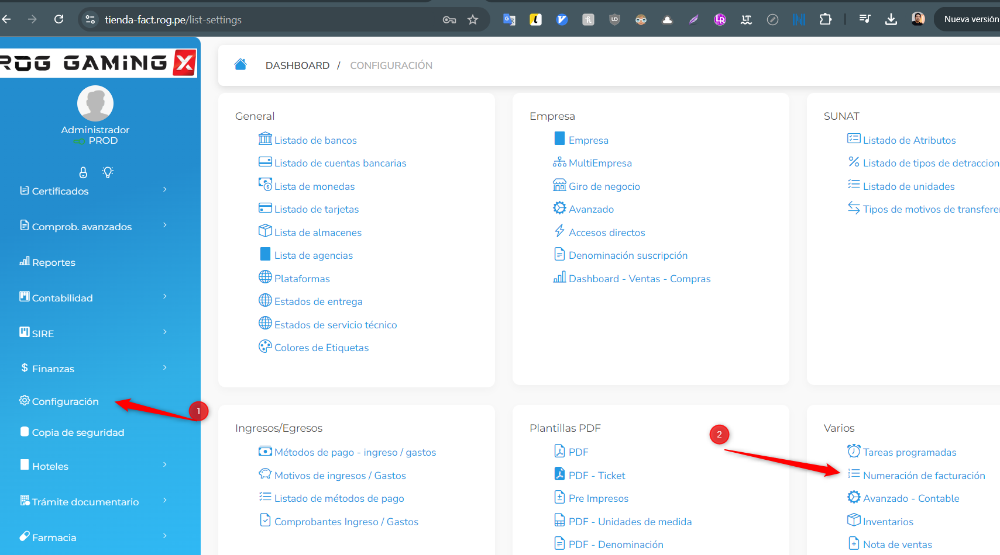 tienda-fact.rog.pe/list-settings
Nueva versión
ROG GAMING X
Administrador
PROD
Certificados
Comprob. avanzados
Reportes
Contabilidad
SIRE
Finanzas
Configuración
1
Copia de seguridad
Hoteles
Trámite documentario
Farmacia
DASHBOARD / CONFIGURACIÓN
General
Listado de bancos
Listado de cuentas bancarias
Lista de monedas
Listado de tarjetas
Lista de almacenes
Lista de agencias
Plataformas
Estados de entrega
Estados de servicio técnico
Colores de Etiquetas
Empresa
Empresa
MultiEmpresa
Giro de negocio
Avanzado
Accesos directos
Denominación suscripción
Dashboard - Ventas - Compras
SUNAT
Listado de Atributos
Listado de tipos de detraccion
Listado de unidades
Tipos de motivos de transfere
Ingresos/Egresos
Métodos de pago - ingreso / gastos
Motivos de ingresos / Gastos
Listado de métodos de pago
Comprobantes Ingreso / Gastos
Plantillas PDF
PDF
PDF - Ticket
Pre Impresos
PDF - Unidades de medida
PDF - Denominación
2
Varios
Tareas programadas
Numeración de facturación
Avanzado - Contable
Inventarios
Nota de ventas